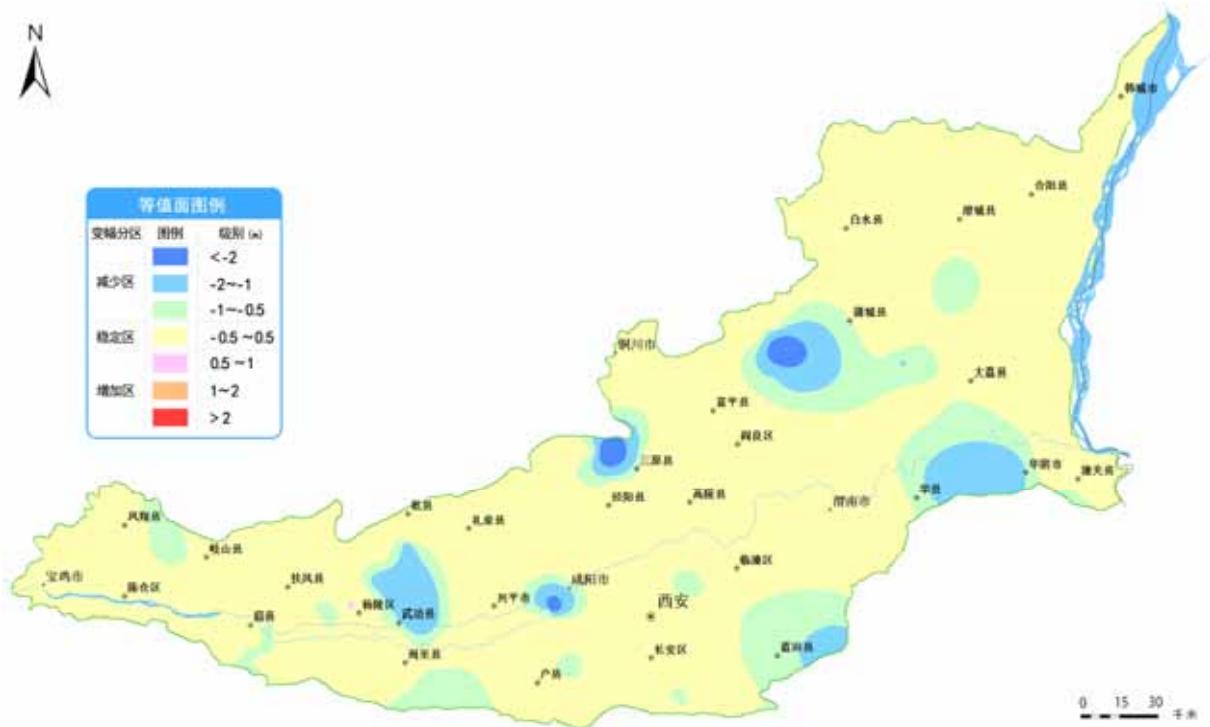 N
等值面图例
变幅分区 图例 级别 (m)
<-2
减少区 -2~-1
-1~-0.5
稳定区 -0.5~0.5
0.5~1
增加区 1~2
>2
韩城市
合阳县
澄城县
白水县
蒲城县
铜川市
大荔县
富平县
阎良区
三原县
华阴市
潼关县
华县
泾阳县
高陵县
渭南市
乾县
礼泉县
凤翔县
岐山县
临潼区
宝鸡市
陈仓区
扶风县
咸阳市
兴平市
杨陵区
武功县
西安
眉县
周至县
长安区
蓝田县
户县
0 15 30
千米